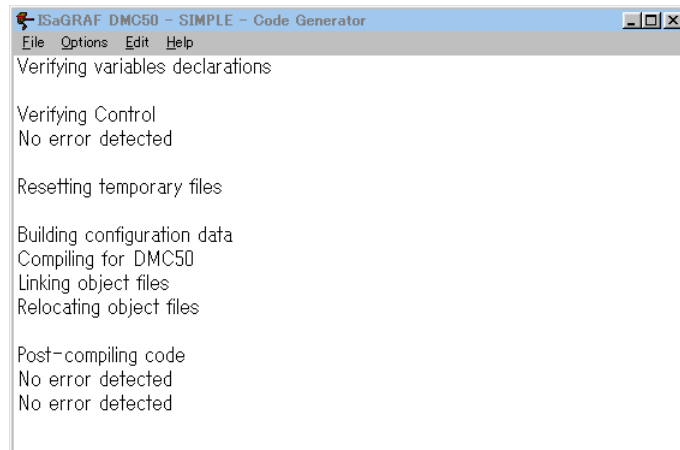 ISaGRAF DMC50 - SIMPLE - Code Generator
File Options Edit Help
Verifying variables declarations
Verifying Control
No error detected
Resetting temporary files
Building configuration data
Compiling for DMC50
Linking object files
Relocating object files
Post-compiling code
No error detected
No error detected